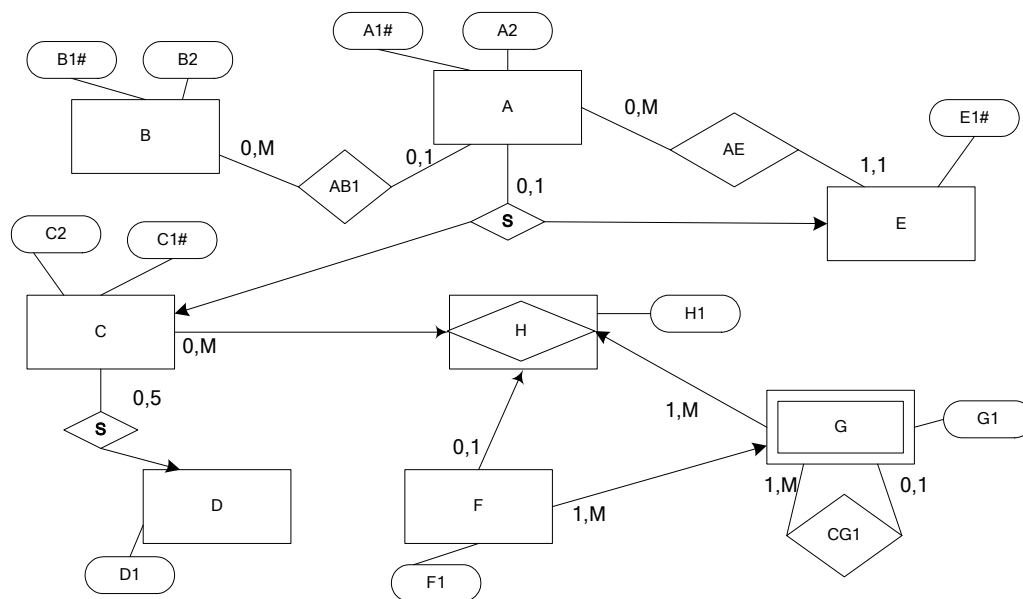 A1#
A2
B1#
B2
A
B
0,M
0,1
AB1
0,M
AE
1,1
E1#
0,1
S
E
C2
C1#
C
0,M
H
H1
0,5
S
1,M
G
G1
0,1
D
F
1,M
1,M
0,1
CG1
D1
F1